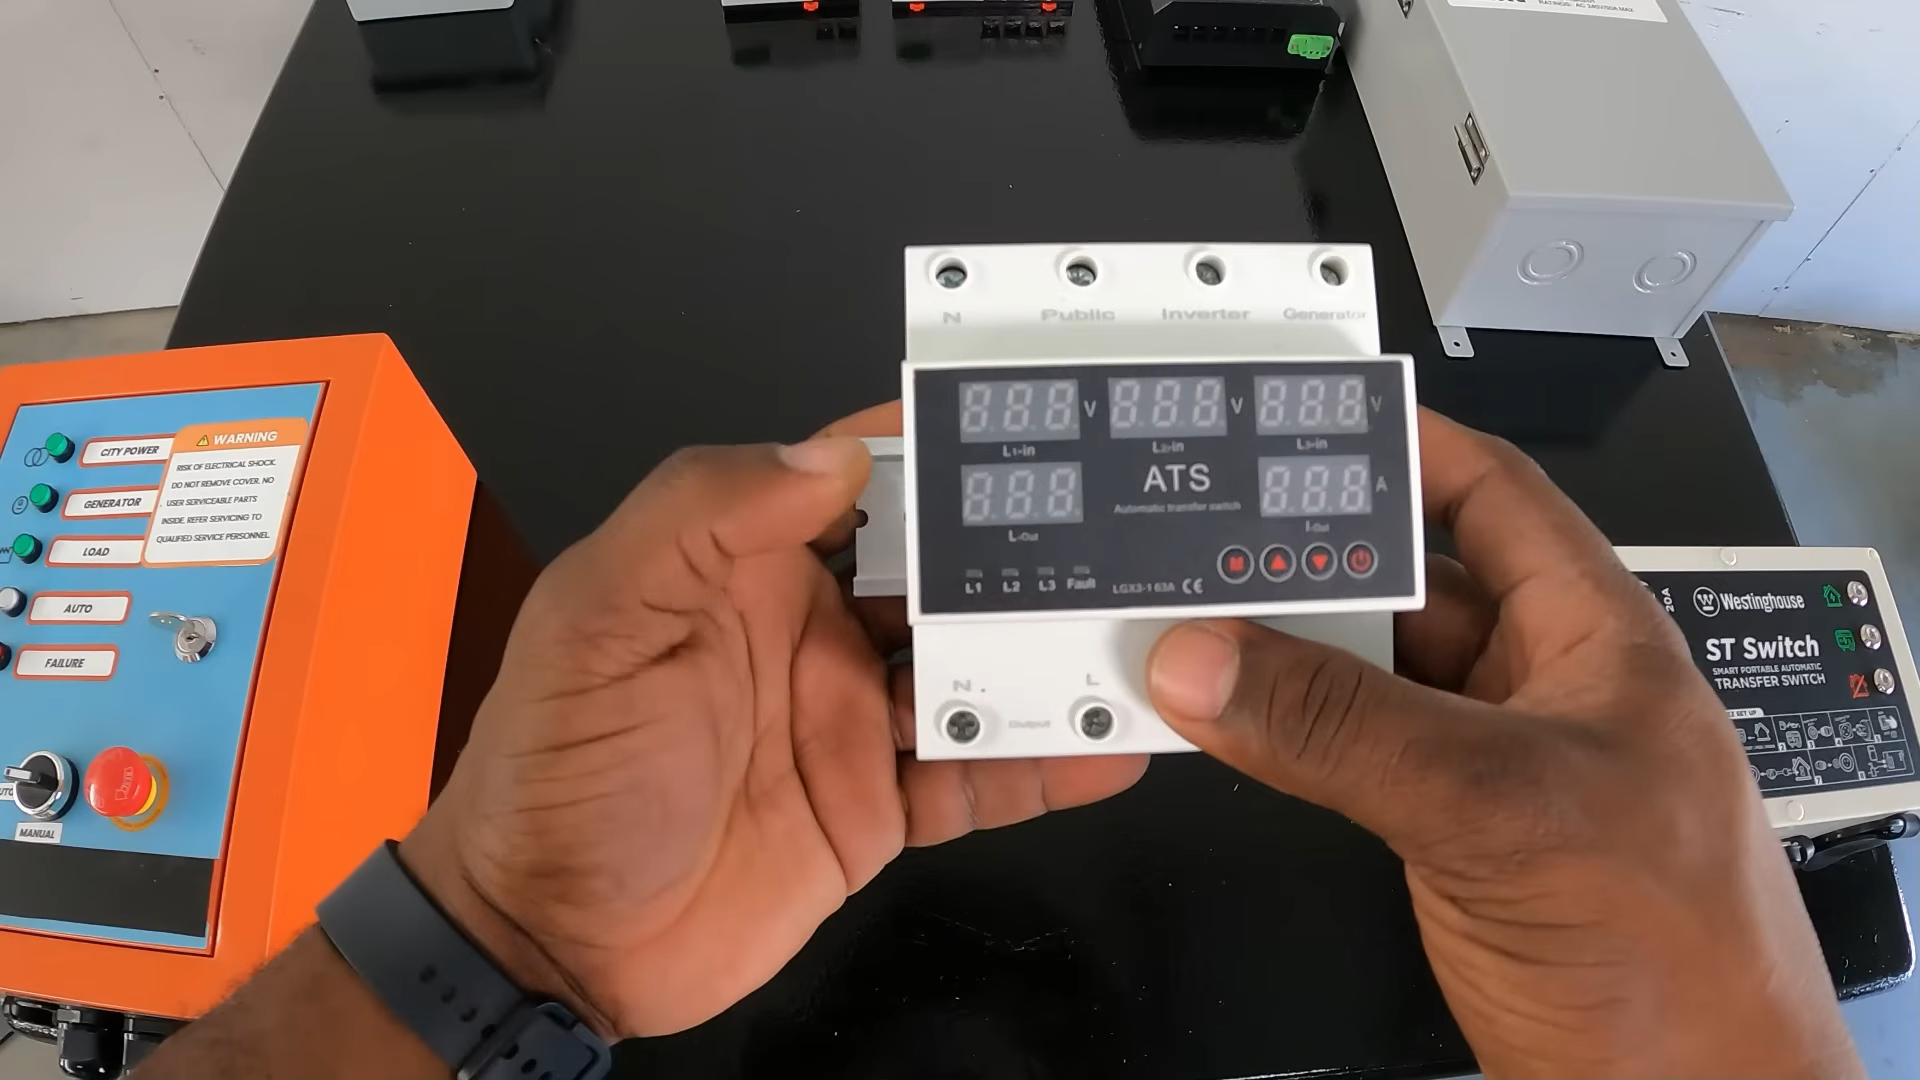 N
Public
Inverter
Generator
888 V
888 V
888 V
L1-in
L2-in
L3-in
888
ATS
888 A
Automatic transfer switch
L-Out
I-Out
M
L1
L2
L3
Fault
LGX3-1 63A CE
N
Output
L
CITY POWER
GENERATOR
LOAD
AUTO
FAILURE
WARNING
RISK OF ELECTRICAL SHOCK.
DO NOT REMOVE COVER. NO
USER SERVICEABLE PARTS
INSIDE. REFER SERVICING TO
QUALIFIED SERVICE PERSONNEL.
MANUAL
20A
Westinghouse
ST Switch
SMART PORTABLE AUTOMATIC
TRANSFER SWITCH
EZ SET UP